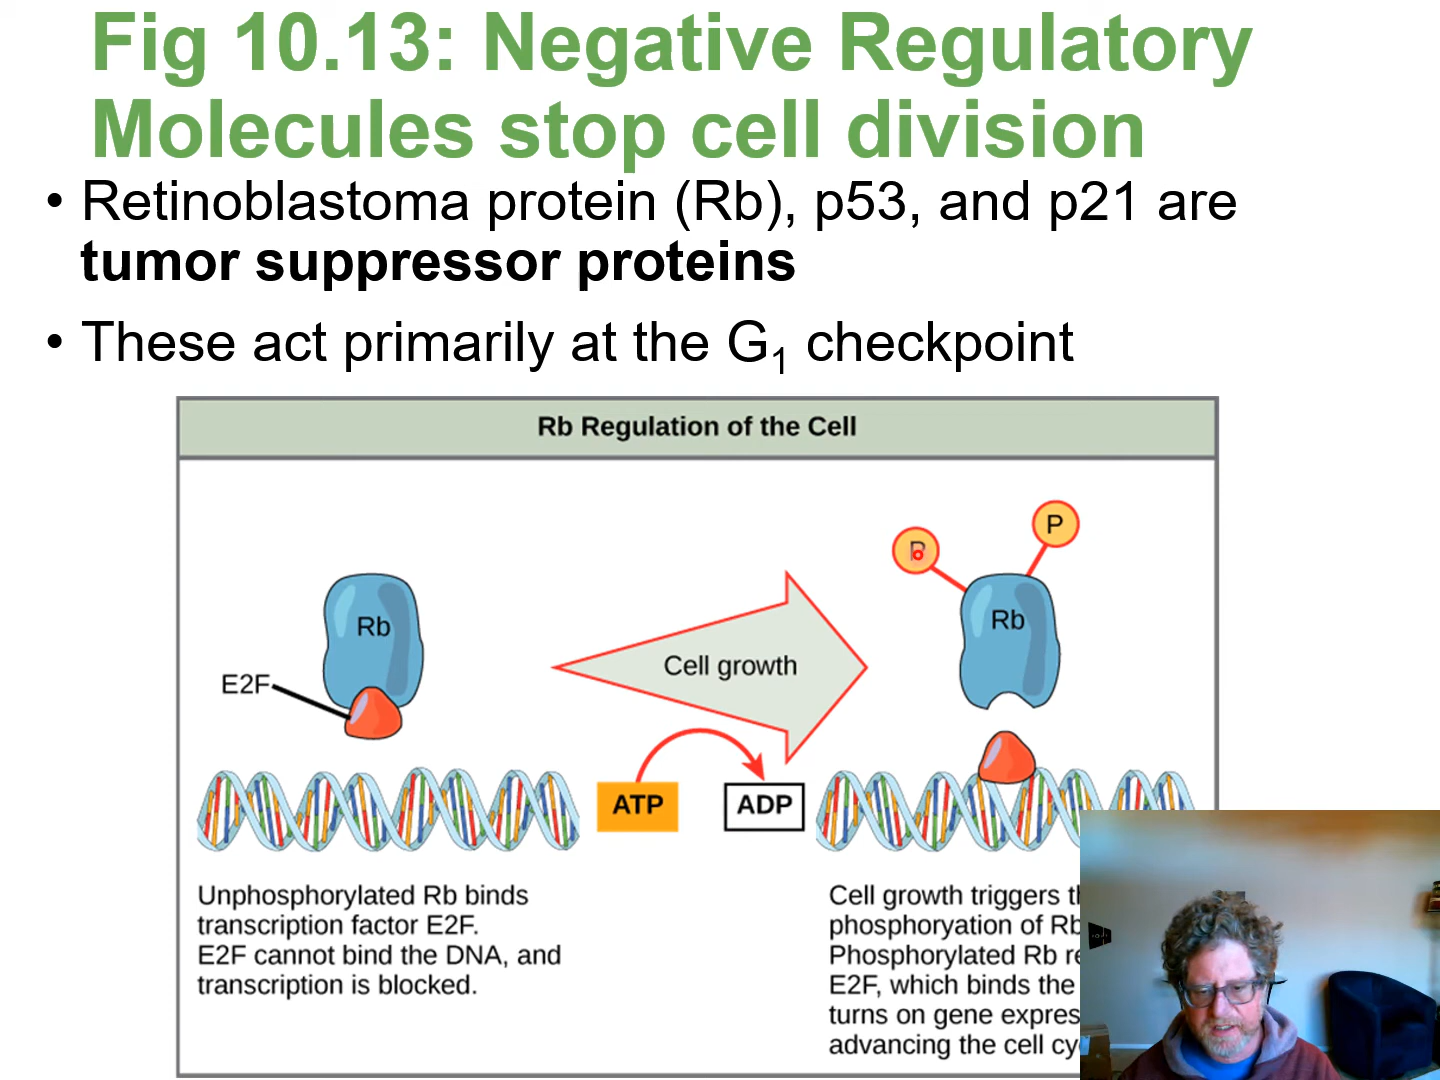 Fig 10.13: Negative Regulatory
Molecules stop cell division
• Retinoblastoma protein (Rb), p53, and p21 are
tumor suppressor proteins
• These act primarily at the G1 checkpoint
Rb Regulation of the Cell
P
P
Rb
Rb
E2F
Cell growth
ATP
ADP
Unphosphorylated Rb binds
transcription factor E2F.
E2F cannot bind the DNA, and
transcription is blocked.
Cell growth triggers
phosphoryation of Rb
Phosphorylated Rb
E2F, which binds the
turns on gene
advancing the cell